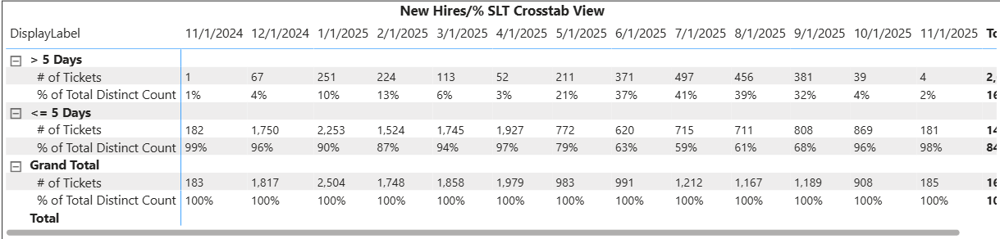 New Hires/% SLT Crosstab View
DisplayLabel 11/1/2024 12/1/2024 1/1/2025 2/1/2025 3/1/2025 4/1/2025 5/1/2025 6/1/2025 7/1/2025 8/1/2025 9/1/2025 10/1/2025 11/1/2025
> 5 Days
# of Tickets 1 67 251 224 113 52 211 371 497 456 381 39 4 2,
% of Total Distinct Count 1% 4% 10% 13% 6% 3% 21% 37% 41% 39% 32% 4% 2% 16
<= 5 Days
# of Tickets 182 1,750 2,253 1,524 1,745 1,927 772 620 715 711 808 869 181 14
% of Total Distinct Count 99% 96% 90% 87% 94% 97% 79% 63% 59% 61% 68% 96% 98% 84
Grand Total
# of Tickets 183 1,817 2,504 1,748 1,858 1,979 983 991 1,212 1,167 1,189 908 185 16
% of Total Distinct Count 100% 100% 100% 100% 100% 100% 100% 100% 100% 100% 100% 100% 100% 10
Total